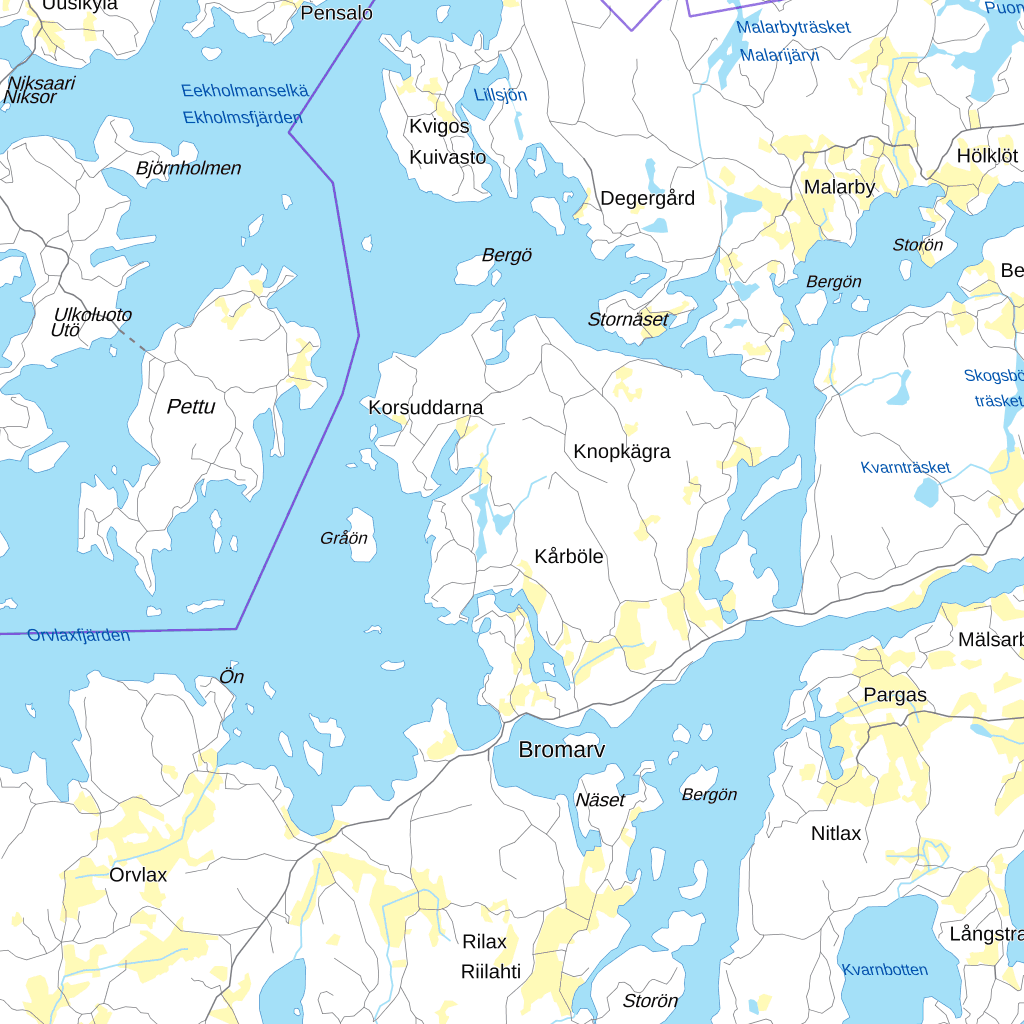 Uusikylä
Pensalo
Puon
Malarbyträsket
Malarijärvi
Niksaari
Niksor
Eekholmanselkä
Ekholmsfjärden
Lillsjön
Kvigos
Kuivasto
Björnholmen
Hölklöt
Malarby
Degergård
Storön
Bergö
Be
Bergön
Ulkoluoto
Utö
Stornäset
Skogsbö
träsket
Pettu
Korsuddarna
Knopkägra
Kvarnträsket
Gråön
Kårböle
Orvlaxfjärden
Mälsarb
Ön
Pargas
Bromarv
Näset
Bergön
Nitlax
Orvlax
Rilax
Riilahti
Långstra
Kvarnbotten
Storön